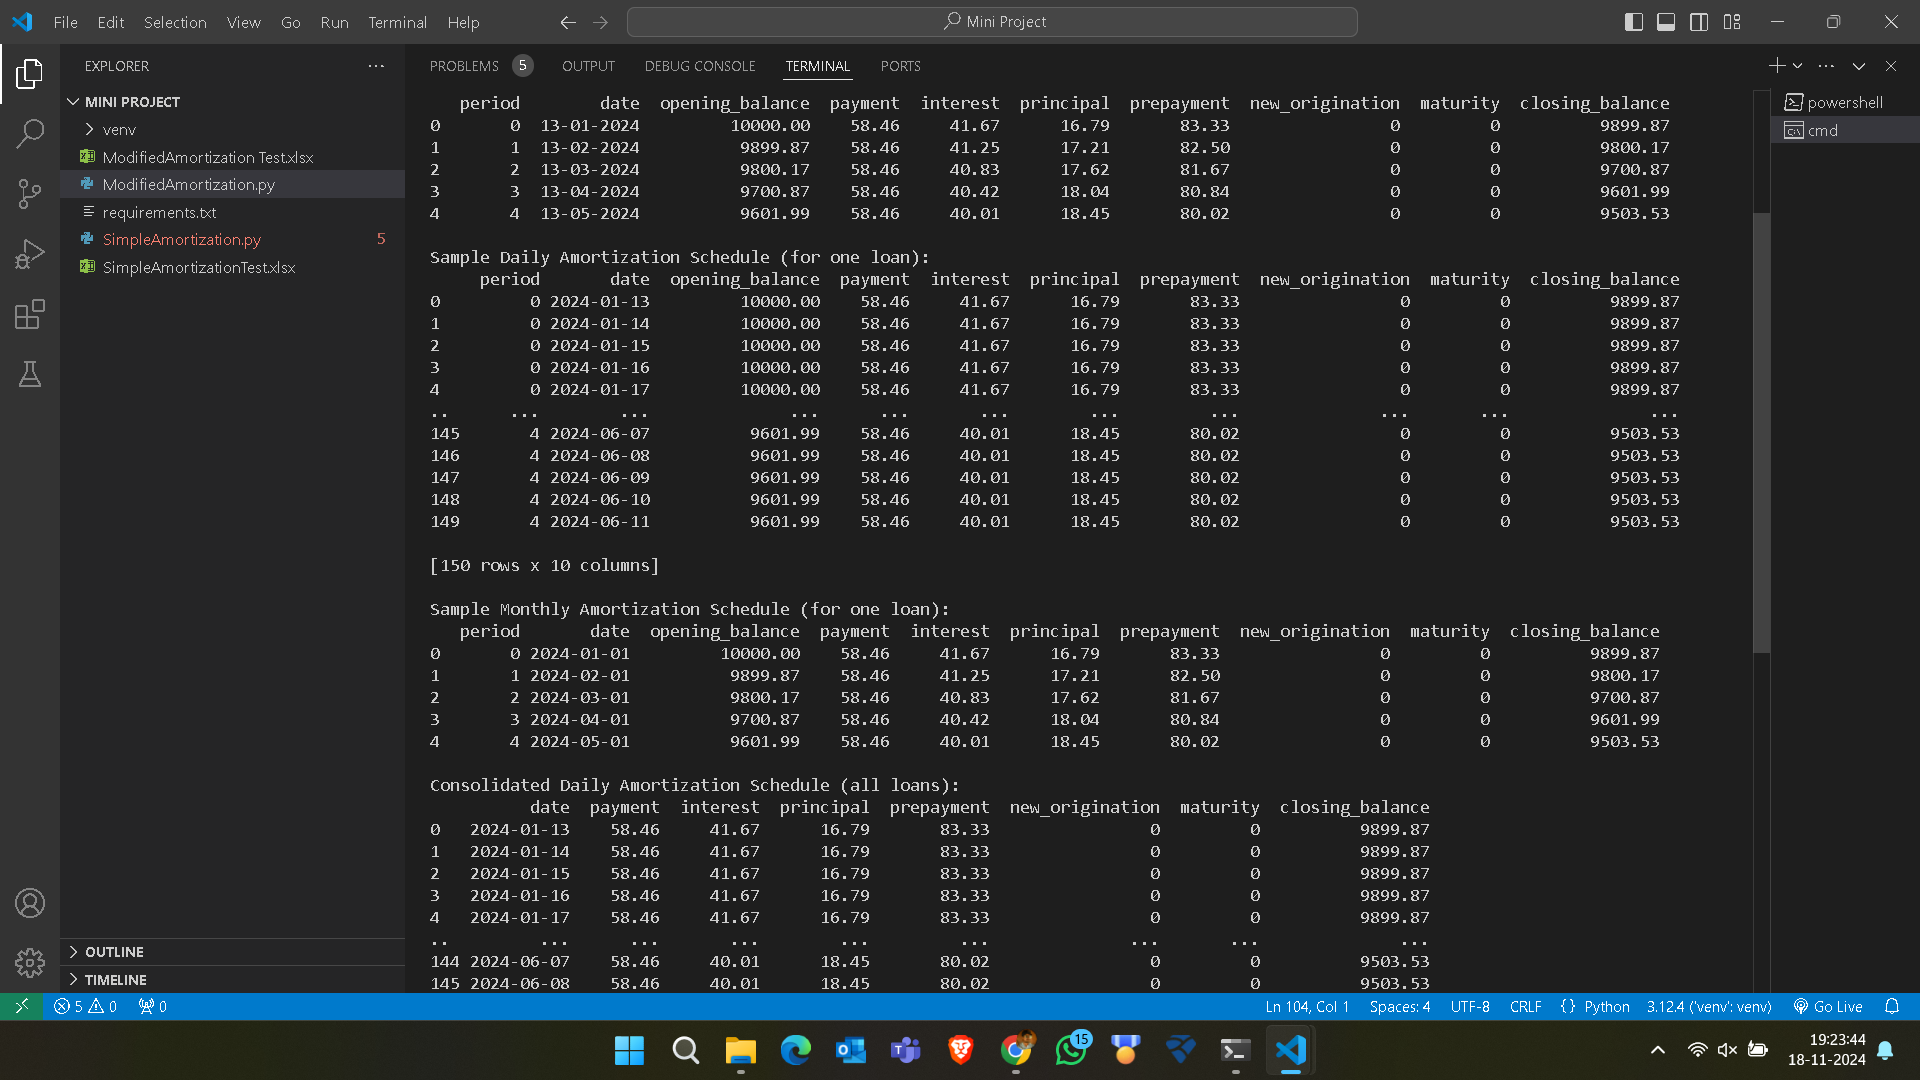 File Edit Selection View Go Run Terminal Help
Mini Project
EXPLORER
MINI PROJECT
venv
ModifiedAmortization Test.xlsx
ModifiedAmortization.py
requirements.txt
SimpleAmortization.py 5
SimpleAmortizationTest.xlsx
OUTLINE
TIMELINE
PROBLEMS 5 OUTPUT DEBUG CONSOLE TERMINAL PORTS
powershell
cmd
period date opening_balance payment interest principal prepayment new_origination maturity closing_balance
0 0 13-01-2024 10000.00 58.46 41.67 16.79 83.33 0 0 9899.87
1 1 13-02-2024 9899.87 58.46 41.25 17.21 82.50 0 0 9800.17
2 2 13-03-2024 9800.17 58.46 40.83 17.62 81.67 0 0 9700.87
3 3 13-04-2024 9700.87 58.46 40.42 18.04 80.84 0 0 9601.99
4 4 13-05-2024 9601.99 58.46 40.01 18.45 80.02 0 0 9503.53
Sample Daily Amortization Schedule (for one loan):
period date opening_balance payment interest principal prepayment new_origination maturity closing_balance
0 0 2024-01-13 10000.00 58.46 41.67 16.79 83.33 0 0 9899.87
1 0 2024-01-14 10000.00 58.46 41.67 16.79 83.33 0 0 9899.87
2 0 2024-01-15 10000.00 58.46 41.67 16.79 83.33 0 0 9899.87
3 0 2024-01-16 10000.00 58.46 41.67 16.79 83.33 0 0 9899.87
4 0 2024-01-17 10000.00 58.46 41.67 16.79 83.33 0 0 9899.87
.. ... ... ... ... ... ... ... ... ... ...
145 4 2024-06-07 9601.99 58.46 40.01 18.45 80.02 0 0 9503.53
146 4 2024-06-08 9601.99 58.46 40.01 18.45 80.02 0 0 9503.53
147 4 2024-06-09 9601.99 58.46 40.01 18.45 80.02 0 0 9503.53
148 4 2024-06-10 9601.99 58.46 40.01 18.45 80.02 0 0 9503.53
149 4 2024-06-11 9601.99 58.46 40.01 18.45 80.02 0 0 9503.53
[150 rows x 10 columns]
Sample Monthly Amortization Schedule (for one loan):
period date opening_balance payment interest principal prepayment new_origination maturity closing_balance
0 0 2024-01-01 10000.00 58.46 41.67 16.79 83.33 0 0 9899.87
1 1 2024-02-01 9899.87 58.46 41.25 17.21 82.50 0 0 9800.17
2 2 2024-03-01 9800.17 58.46 40.83 17.62 81.67 0 0 9700.87
3 3 2024-04-01 9700.87 58.46 40.42 18.04 80.84 0 0 9601.99
4 4 2024-05-01 9601.99 58.46 40.01 18.45 80.02 0 0 9503.53
Consolidated Daily Amortization Schedule (all loans):
date payment interest principal prepayment new_origination maturity closing_balance
0 2024-01-13 58.46 41.67 16.79 83.33 0 0 9899.87
1 2024-01-14 58.46 41.67 16.79 83.33 0 0 9899.87
2 2024-01-15 58.46 41.67 16.79 83.33 0 0 9899.87
3 2024-01-16 58.46 41.67 16.79 83.33 0 0 9899.87
4 2024-01-17 58.46 41.67 16.79 83.33 0 0 9899.87
.. ... ... ... ... ... ... ... ...
144 2024-06-07 58.46 40.01 18.45 80.02 0 0 9503.53
145 2024-06-08 58.46 40.01 18.45 80.02 0 0 9503.53
5 0 0 Ln 104, Col 1 Spaces: 4 UTF-8 CRLF {} Python 3.12.4 ('venv': venv) Go Live
15
19:23:44
18-11-2024